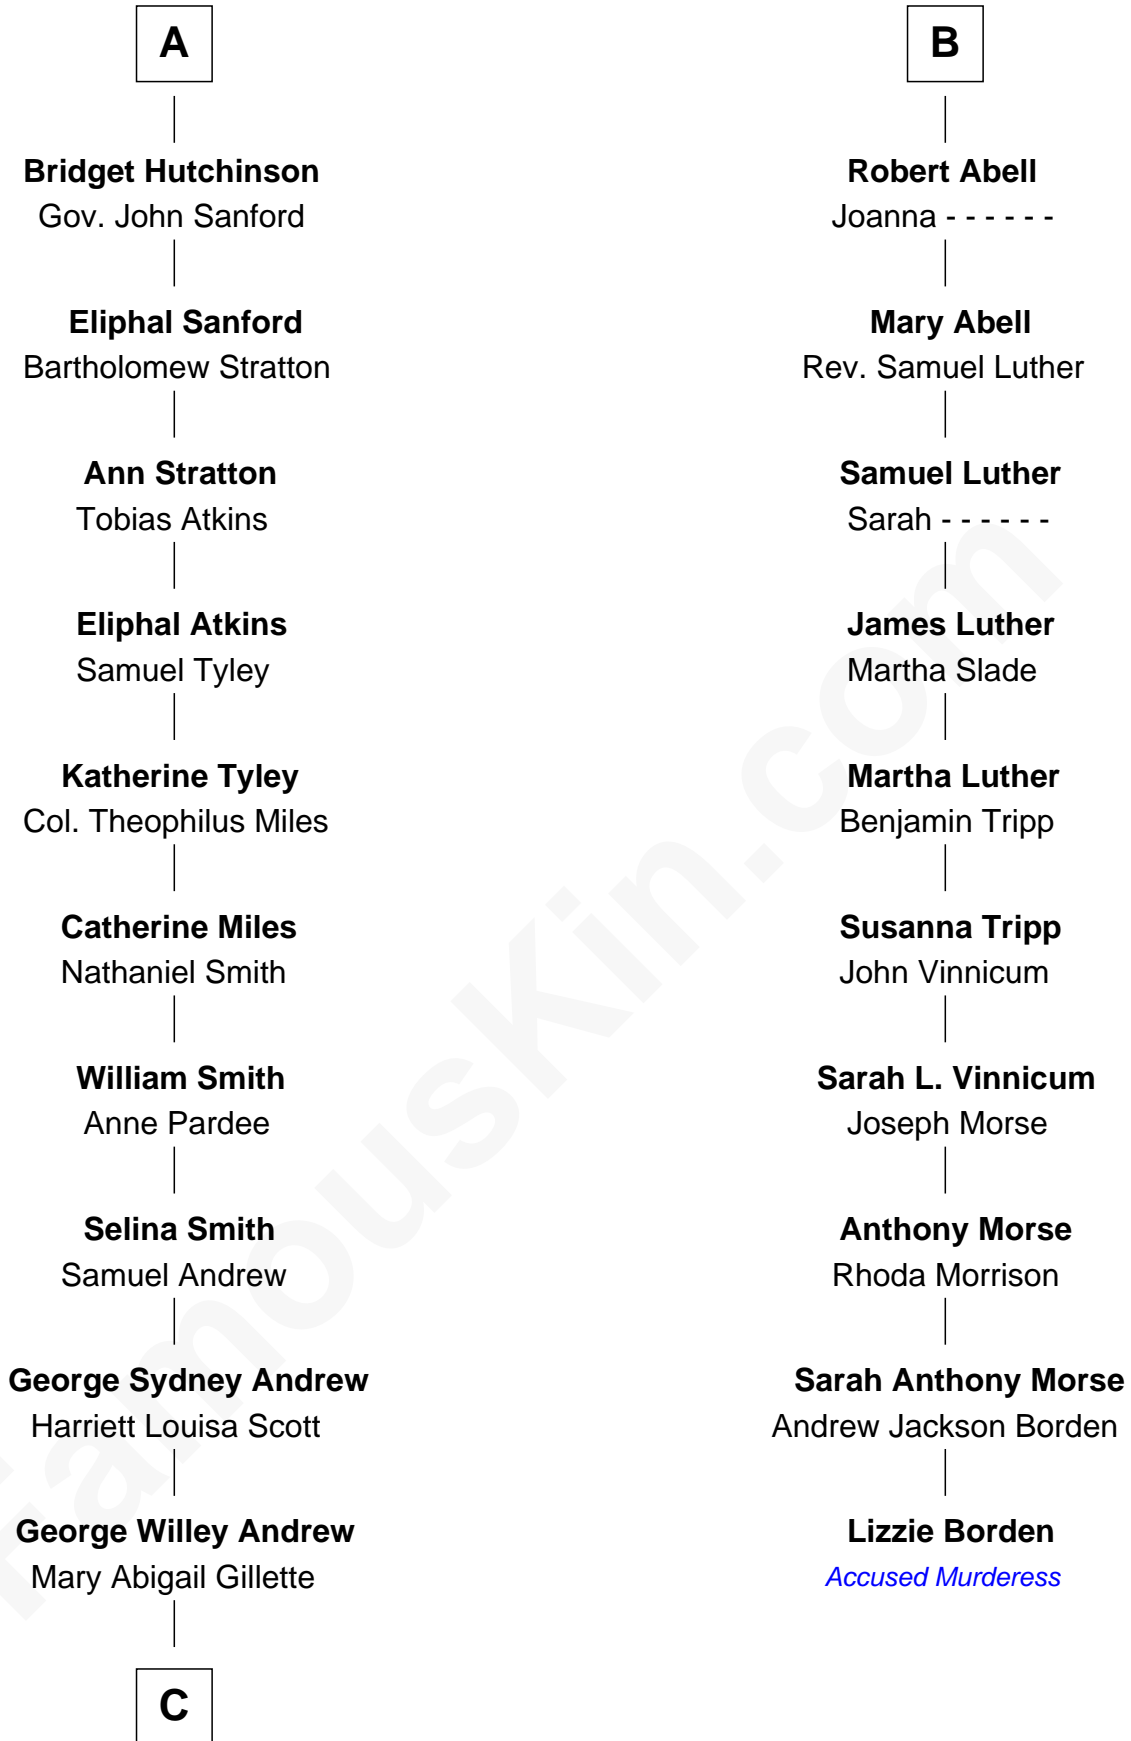 A
Bridget Hutchinson
Gov. John Sanford
Eliphal Sanford
Bartholomew Stratton
Ann Stratton
Tobias Atkins
Eliphal Atkins
Samuel Tyley
Katherine Tyley
Col. Theophilus Miles
Catherine Miles
Nathaniel Smith
William Smith
Anne Pardee
Selina Smith
Samuel Andrew
George Sydney Andrew
Harriett Louisa Scott
George Willey Andrew
Mary Abigail Gillette
C
B
Robert Abell
Joanna - - - - - -
Mary Abell
Rev. Samuel Luther
Samuel Luther
Sarah - - - - - -
James Luther
Martha Slade
Martha Luther
Benjamin Tripp
Susanna Tripp
John Vinnicum
Sarah L. Vinnicum
Joseph Morse
Anthony Morse
Rhoda Morrison
Sarah Anthony Morse
Andrew Jackson Borden
Lizzie Borden
Accused Murderess
FamousKin.com